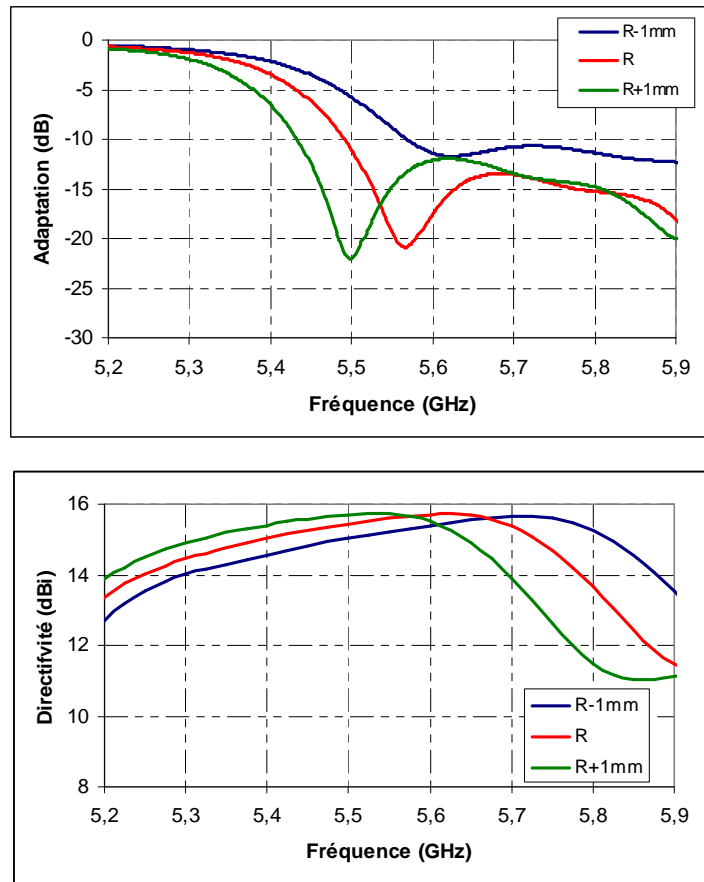 0
-5
-10
-15
-20
-25
-30
Adaptation (dB)
R-1mm
R
R+1mm
5,2 5,3 5,4 5,5 5,6 5,7 5,8 5,9
Fréquence (GHz)
16
14
12
10
8
Directifvité (dBi)
R-1mm
R
R+1mm
5,2 5,3 5,4 5,5 5,6 5,7 5,8 5,9
Fréquence (GHz)